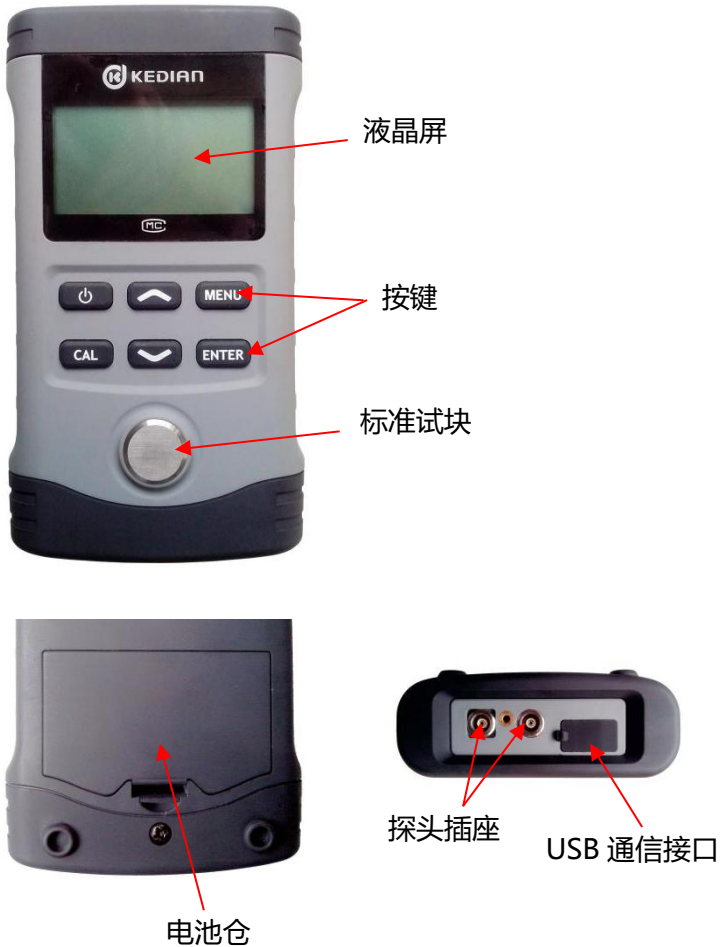 KEDIAN
液晶屏
MC
MENU
按键
CAL
ENTER
标准试块
探头插座
USB 通信接口
电池仓